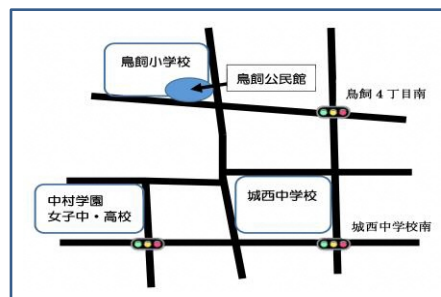 鳥飼小学校
鳥飼公民館
鳥飼4丁目南
中村学園
女子中・高校
城西中学校
城西中学校南